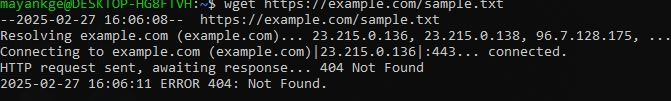 mayankge@DESKTOP-HG8FTVH:~$ wget https://example.com/sample.txt
--2025-02-27 16:06:08--  https://example.com/sample.txt
Resolving example.com (example.com)... 23.215.0.136, 23.215.0.138, 96.7.128.175, ...
Connecting to example.com (example.com)|23.215.0.136|:443... connected.
HTTP request sent, awaiting response... 404 Not Found
2025-02-27 16:06:11 ERROR 404: Not Found.